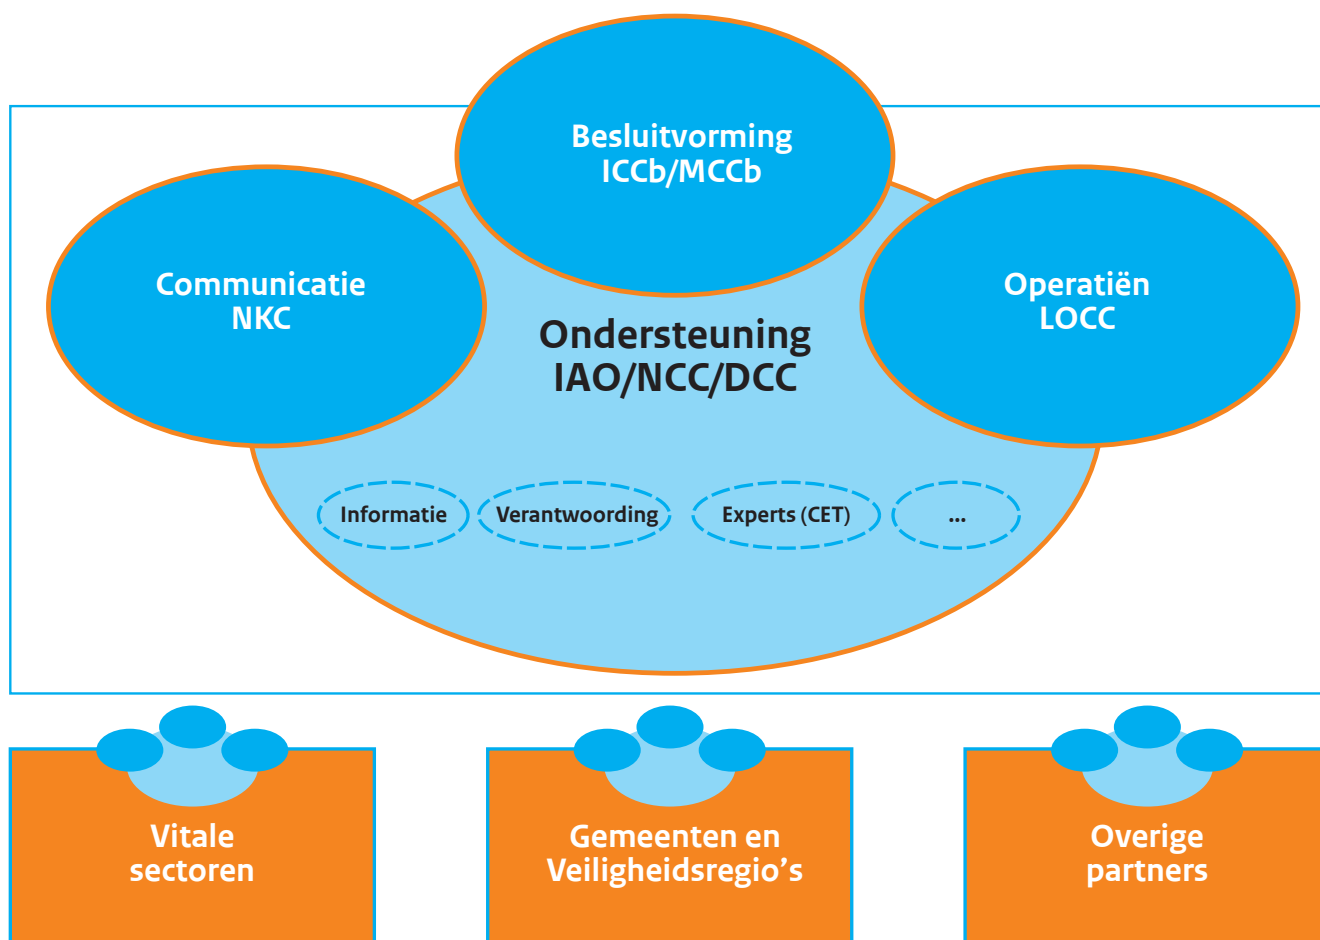 Besluitvorming
ICCb/MCCb
Communicatie
NKC
Operatiën
LOCC
Ondersteuning
IAO/NCC/DCC
Informatie
Verantwoording
Experts (CET)
...
Vitale
sectoren
Gemeenten en
Veiligheidsregio’s
Overige
partners